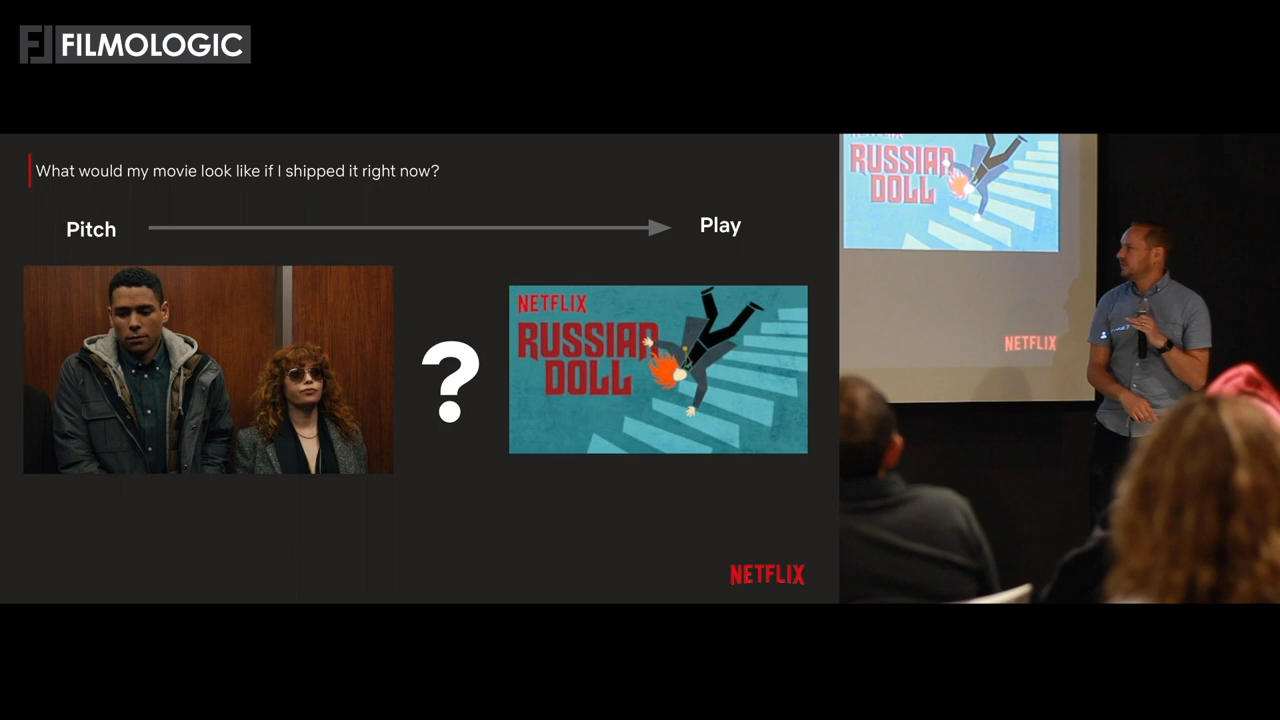 FILMOLOGIC
What would my movie look like if I shipped it right now?
Pitch
Play
?
NETFLIX
RUSSIAN
DOLL
NETFLIX
RUSSIAN
DOLL
NETFLIX
NETFLIX